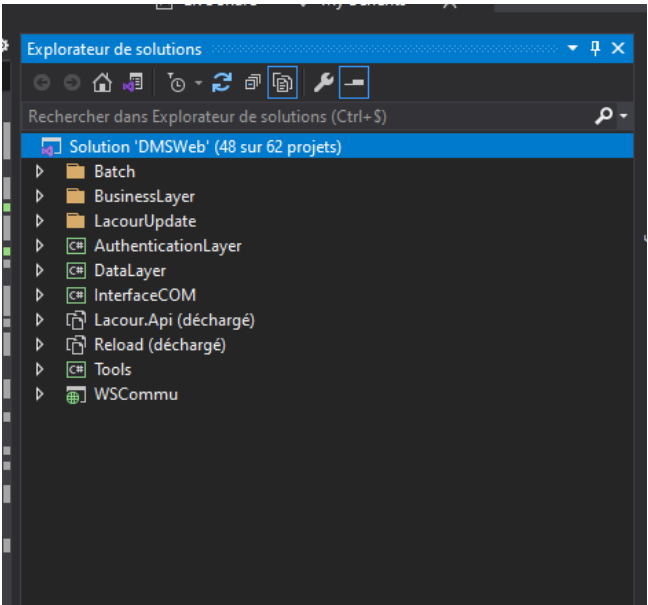 Explorateur de solutions
Rechercher dans Explorateur de solutions (Ctrl+$)
Solution 'DMSWeb' (48 sur 62 projets)
Batch
BusinessLayer
LacourUpdate
C# AuthenticationLayer
C# DataLayer
C# InterfaceCOM
Lacour.Api (déchargé)
Reload (déchargé)
C# Tools
WSCommu